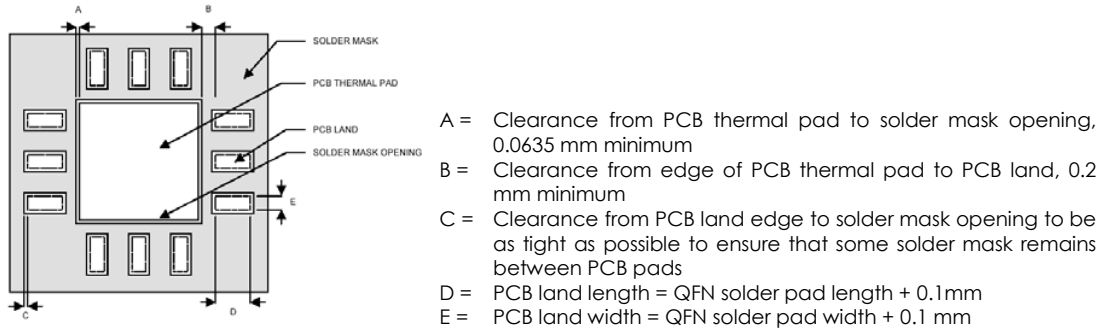 A
B
SOLDER MASK
PCB THERMAL PAD
PCB LAND
SOLDER MASK OPENING
E
C
D
A = Clearance from PCB thermal pad to solder mask opening,
0.0635 mm minimum
B = Clearance from edge of PCB thermal pad to PCB land, 0.2
mm minimum
C = Clearance from PCB land edge to solder mask opening to be
as tight as possible to ensure that some solder mask remains
between PCB pads
D = PCB land length = QFN solder pad length + 0.1mm
E = PCB land width = QFN solder pad width + 0.1 mm